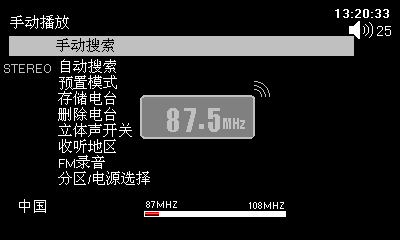 13:20:33
手动播放
25
手动搜索
STEREO
自动搜索
预置模式
存储电台
删除电台
87.5MHz
立体声开关
收听地区
FM录音
分区/电源选择
中国
87MHZ 108MHZ